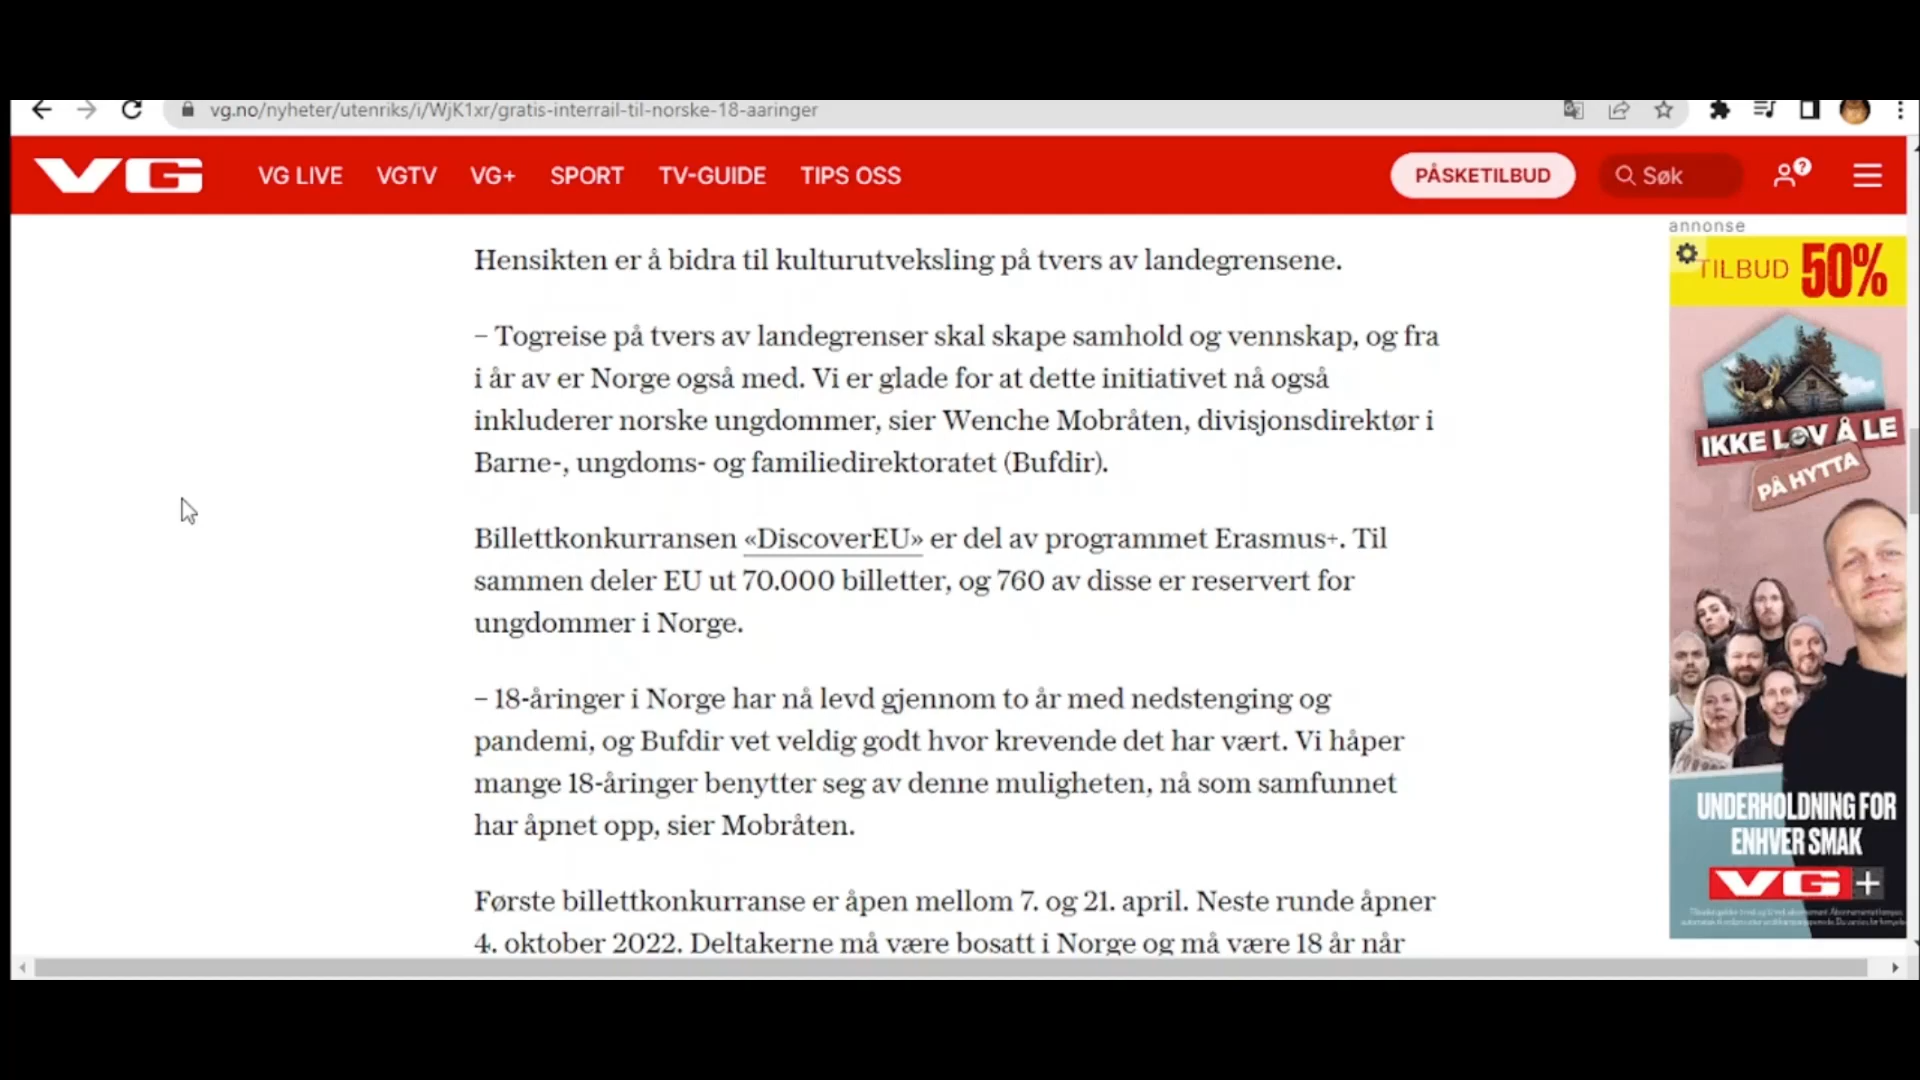 vg.no/nyheter/utenriks/i/WjK1xr/gratis-interrail-til-norske-18-aaringer
VG
VG LIVE
VGTV
VG+
SPORT
TV-GUIDE
TIPS OSS
PÅSKETILBUD
Søk
annonse
Hensikten er å bidra til kulturutveksling på tvers av landegrensene.
– Togreise på tvers av landegrenser skal skape samhold og vennskap, og fra
i år av er Norge også med. Vi er glade for at dette initiativet nå også
inkluderer norske ungdommer, sier Wenche Mobråten, divisjonsdirektør i
Barne-, ungdoms- og familiedirektoratet (Bufdir).
Billettkonkurransen «DiscoverEU» er del av programmet Erasmus+. Til
sammen deler EU ut 70.000 billetter, og 760 av disse er reservert for
ungdommer i Norge.
– 18-åringer i Norge har nå levd gjennom to år med nedstenging og
pandemi, og Bufdir vet veldig godt hvor krevende det har vært. Vi håper
mange 18-åringer benytter seg av denne muligheten, nå som samfunnet
har åpnet opp, sier Mobråten.
Første billettkonkurranse er åpen mellom 7. og 21. april. Neste runde åpner
4. oktober 2022. Deltakerne må være bosatt i Norge og må være 18 år når
TILBUD 50%
IKKE LOV Å LE
PÅ HYTTA
UNDERHOLDNING FOR
ENHVER SMAK
VG+